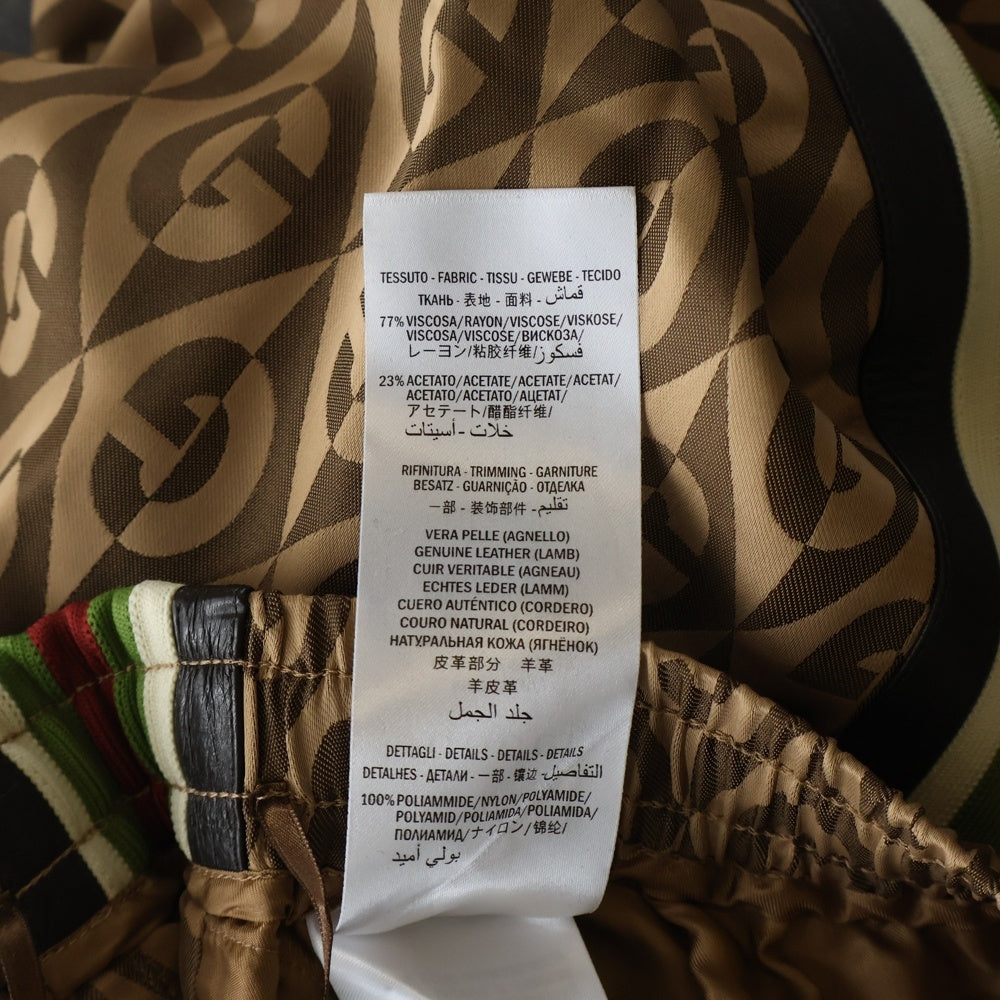 TESSUTO - FABRIC - TISSU - GEWEBE - TECIDO
ТКАНЬ - 表地 - 面料 - قماش
77% VISCOSA/RAYON/VISCOSE/VISKOSE/
VISCOSA/VISCOSE/ВИСКОЗА/
レーヨン/粘胶纤维/فسكوز
23% ACETATO/ACETATE/ACETATE/ACETAT/
ACETATO/ACETATO/АЦЕТАТ/
アセテート/醋酯纤维/
خلات - أسيتات
RIFINITURA - TRIMMING - GARNITURE
BESATZ - GUARNIÇÃO - ОТДЕЛКА
一部 - 装饰部件 - تقليم
VERA PELLE (AGNELLO)
GENUINE LEATHER (LAMB)
CUIR VERITABLE (AGNEAU)
ECHTES LEDER (LAMM)
CUERO AUTÉNTICO (CORDERO)
COURO NATURAL (CORDEIRO)
НАТУРАЛЬНАЯ КОЖА (ЯГНЁНОК)
皮革部分 羊革
羊皮革
جلد الجمل
DETTAGLI - DETAILS - DETAILS - DETAILS
DETALHES - ДЕТАЛИ - 一部 - 镶边 - التفاصيل
100% POLIAMMIDE/NYLON/POLYAMIDE/
POLYAMID/POLIAMIDA/POLIAMIDA/
ПОЛИАМИД/ナイロン/锦纶/
بولي أميد